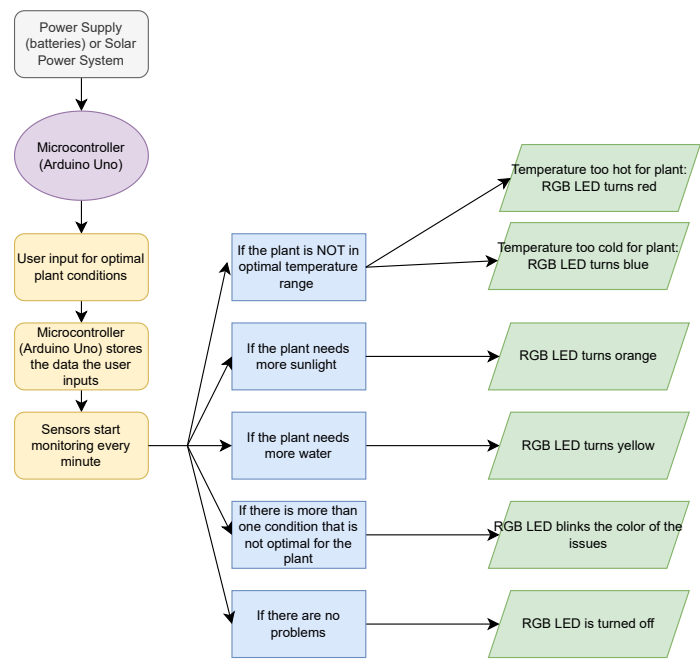 Power Supply
(batteries) or Solar
Power System
Microcontroller
(Arduino Uno)
User input for optimal
plant conditions
Microcontroller
(Arduino Uno) stores
the data the user
inputs
Sensors start
monitoring every
minute
If the plant is NOT in
optimal temperature
range
Temperature too hot for plant:
RGB LED turns red
Temperature too cold for plant:
RGB LED turns blue
If the plant needs
more sunlight
RGB LED turns orange
If the plant needs
more water
RGB LED turns yellow
If there is more than
one condition that is
not optimal for the
plant
RGB LED blinks the color of the
issues
If there are no
problems
RGB LED is turned off